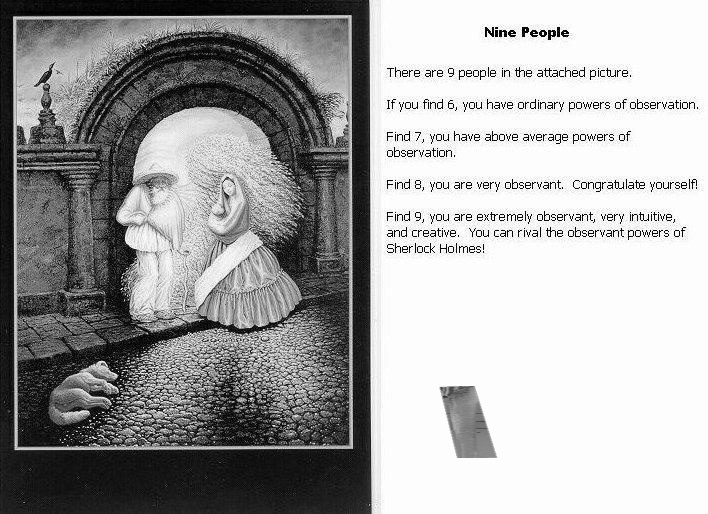 Nine People
There are 9 people in the attached picture.
If you find 6, you have ordinary powers of observation.
Find 7, you have above average powers of
observation.
Find 8, you are very observant.  Congratulate yourself!
Find 9, you are extremely observant, very intuitive,
and creative.  You can rival the observant powers of
Sherlock Holmes!